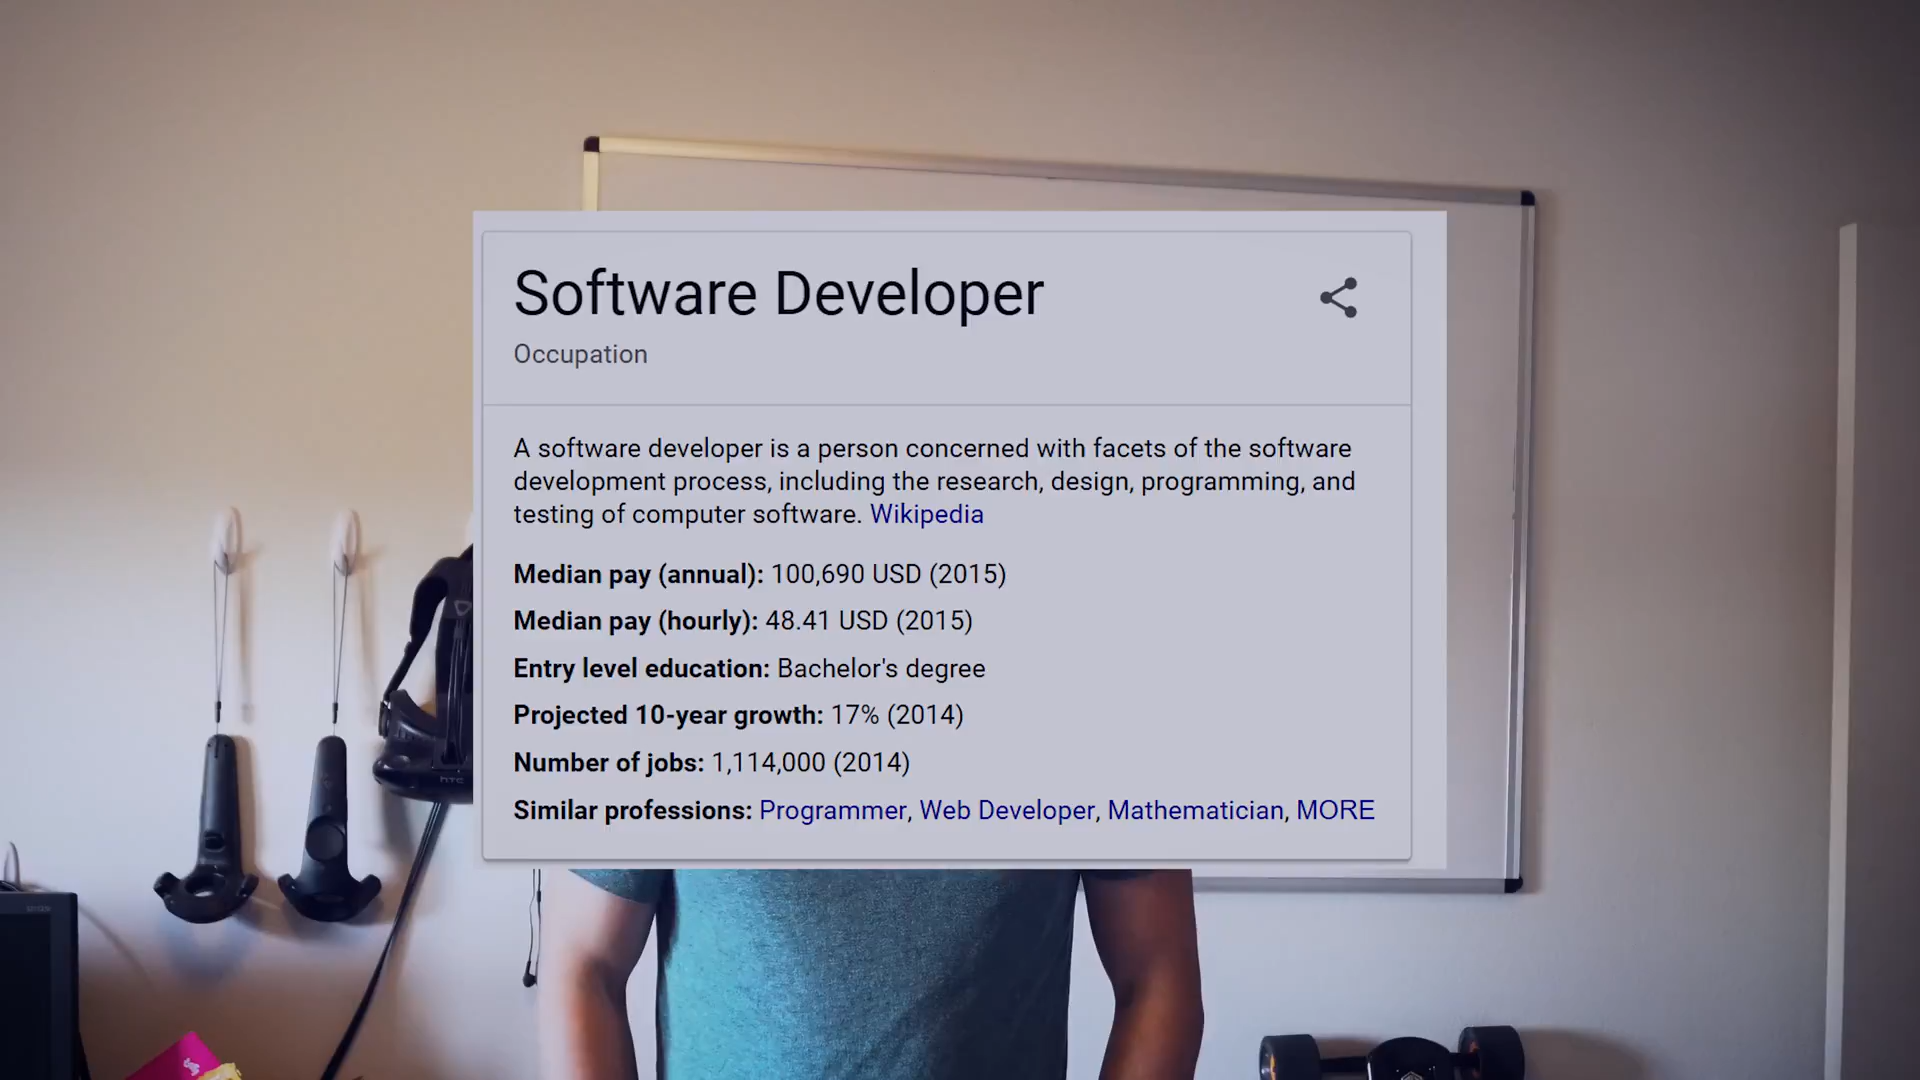 Software Developer
Occupation
A software developer is a person concerned with facets of the software
development process, including the research, design, programming, and
testing of computer software. Wikipedia
Median pay (annual): 100,690 USD (2015)
Median pay (hourly): 48.41 USD (2015)
Entry level education: Bachelor's degree
Projected 10-year growth: 17% (2014)
Number of jobs: 1,114,000 (2014)
Similar professions: Programmer, Web Developer, Mathematician, MORE
hTC